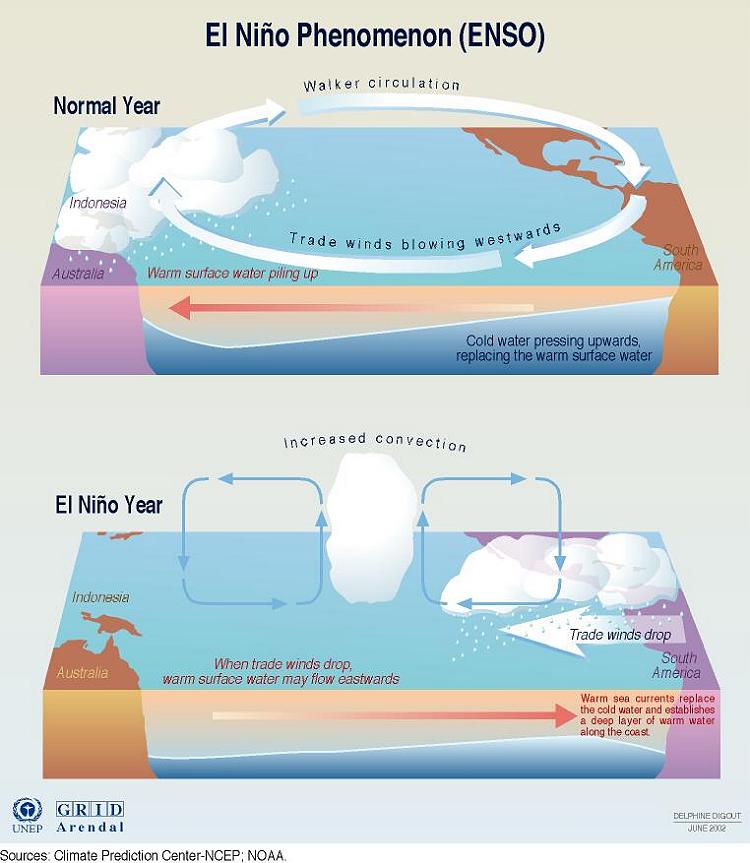 El Niño Phenomenon (ENSO)
Walker circulation
Normal Year
Indonesia
Trade winds blowing westwards
South
America
Australia
Warm surface water piling up
Cold water pressing upwards,
replacing the warm surface water
Increased convection
El Niño Year
Indonesia
Trade winds drop
South
America
Australia
When trade winds drop,
warm surface water may flow eastwards
Warm sea currents replace
the cold water and establishes
a deep layer of warm water
along the coast.
UNEP
GRID
Arendal
DELPHINE DIGOUT
JUNE 2002
Sources: Climate Prediction Center-NCEP; NOAA.